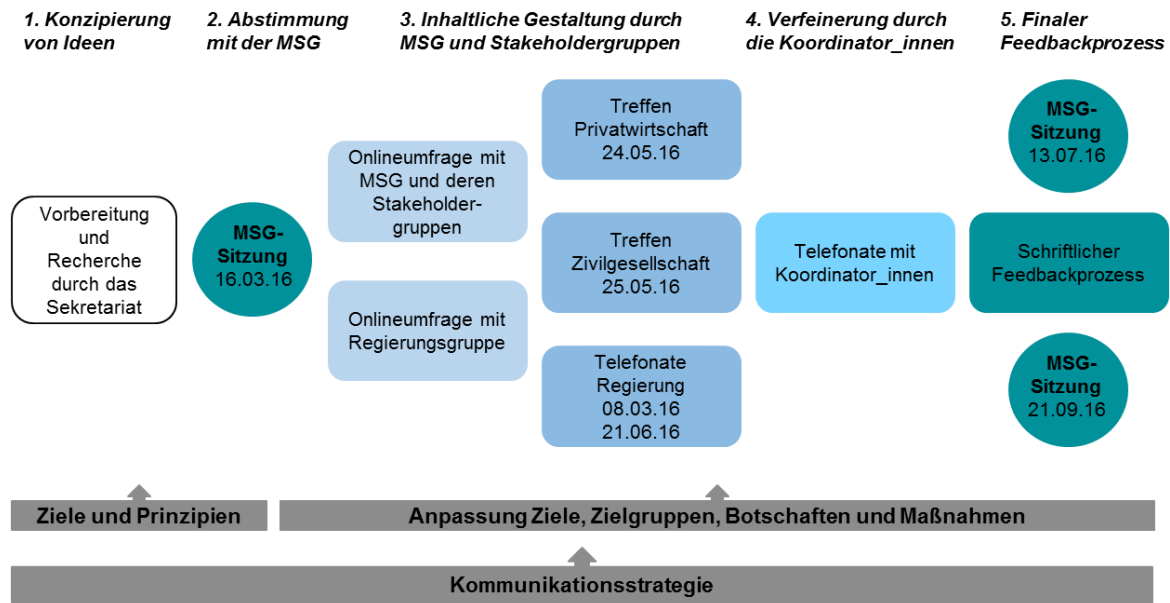 1. Konzipierung
von Ideen
2. Abstimmung
mit der MSG
3. Inhaltliche Gestaltung durch
MSG und Stakeholdergruppen
4. Verfeinerung durch
die Koordinator_innen
5. Finaler
Feedbackprozess
Vorbereitung
und
Recherche
durch das
Sekretariat
MSG-
Sitzung
16.03.16
Onlineumfrage mit
MSG und deren
Stakeholder-
gruppen
Onlineumfrage mit
Regierungsgruppe
Treffen
Privatwirtschaft
24.05.16
Treffen
Zivilgesellschaft
25.05.16
Telefonate
Regierung
08.03.16
21.06.16
Telefonate mit
Koordinator_innen
MSG-
Sitzung
13.07.16
Schriftlicher
Feedbackprozess
MSG-
Sitzung
21.09.16
Ziele und Prinzipien
Anpassung Ziele, Zielgruppen, Botschaften und Maßnahmen
Kommunikationsstrategie